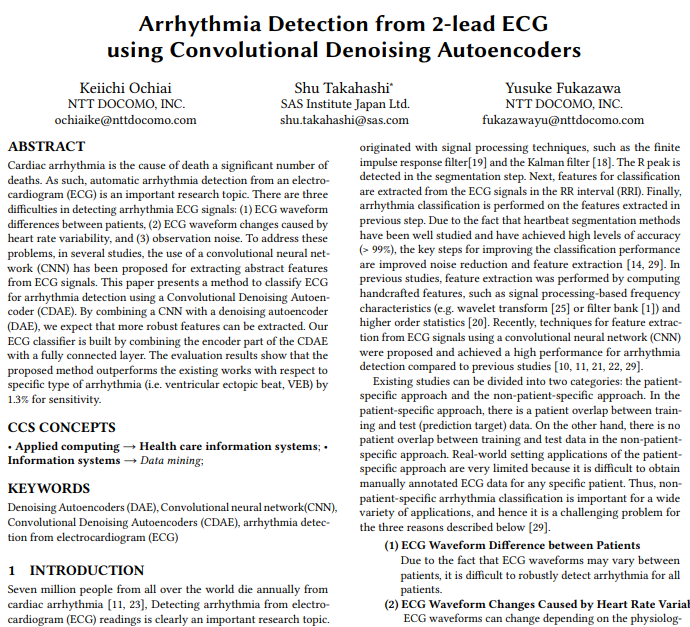 Arrhythmia Detection from 2-lead ECG
using Convolutional Denoising Autoencoders
Keiichi Ochiai
NTT DOCOMO, INC.
ochiaike@nttdocomo.com
Shu Takahashi*
SAS Institute Japan Ltd.
shu.takahashi@sas.com
Yusuke Fukazawa
NTT DOCOMO, INC.
fukazawayu@nttdocomo.com
ABSTRACT
Cardiac arrhythmia is the cause of death a significant number of
deaths. As such, automatic arrhythmia detection from an electro-
cardiogram (ECG) is an important research topic. There are three
difficulties in detecting arrhythmia ECG signals: (1) ECG waveform
differences between patients, (2) ECG waveform changes caused by
heart rate variability, and (3) observation noise. To address these
problems, in several studies, the use of a convolutional neural net-
work (CNN) has been proposed for extracting abstract features
from ECG signals. This paper presents a method to classify ECG
for arrhythmia detection using a Convolutional Denoising Autoen-
coder (CDAE). By combining a CNN with a denoising autoencoder
(DAE), we expect that more robust features can be extracted. Our
ECG classifier is built by combining the encoder part of the CDAE
with a fully connected layer. The evaluation results show that the
proposed method outperforms the existing works with respect to
specific type of arrhythmia (i.e. ventricular ectopic beat, VEB) by
1.3% for sensitivity.
CCS CONCEPTS
• Applied computing → Health care information systems; •
Information systems → Data mining;
KEYWORDS
Denoising Autoencoders (DAE), Convolutional neural network(CNN),
Convolutional Denoising Autoencoders (CDAE), arrhythmia detec-
tion from electrocardiogram (ECG)
1 INTRODUCTION
Seven million people from all over the world die annually from
cardiac arrhythmia [11, 23], Detecting arrhythmia from electro-
cardiogram (ECG) readings is clearly an important research topic.
originated with signal processing techniques, such as the finite
impulse response filter[19] and the Kalman filter [18]. The R peak is
detected in the segmentation step. Next, features for classification
are extracted from the ECG signals in the RR interval (RRI). Finally,
arrhythmia classification is performed on the features extracted in
previous step. Due to the fact that heartbeat segmentation methods
have been well studied and have achieved high levels of accuracy
(> 99%), the key steps for improving the classification performance
are improved noise reduction and feature extraction [14, 29]. In
previous studies, feature extraction was performed by computing
handcrafted features, such as signal processing-based frequency
characteristics (e.g. wavelet transform [25] or filter bank [1]) and
higher order statistics [20]. Recently, techniques for feature extrac-
tion from ECG signals using a convolutional neural network (CNN)
were proposed and achieved a high performance for arrhythmia
detection compared to previous studies [10, 11, 21, 22, 29].
Existing studies can be divided into two categories: the patient-
specific approach and the non-patient-specific approach. In the
patient-specific approach, there is a patient overlap between train-
ing and test (prediction target) data. On the other hand, there is no
patient overlap between training and test data in the non-patient-
specific approach. Real-world setting applications of the patient-
specific approach are very limited because it is difficult to obtain
manually annotated ECG data for any specific patient. Thus, non-
patient-specific arrhythmia classification is important for a wide
variety of applications, and hence it is a challenging problem for
the three reasons described below [29].
(1) ECG Waveform Difference between Patients
Due to the fact that ECG waveforms may vary between
patients, it is difficult to robustly detect arrhythmia for all
patients.
(2) ECG Waveform Changes Caused by Heart Rate Variab
ECG waveforms can change depending on the physiolog-